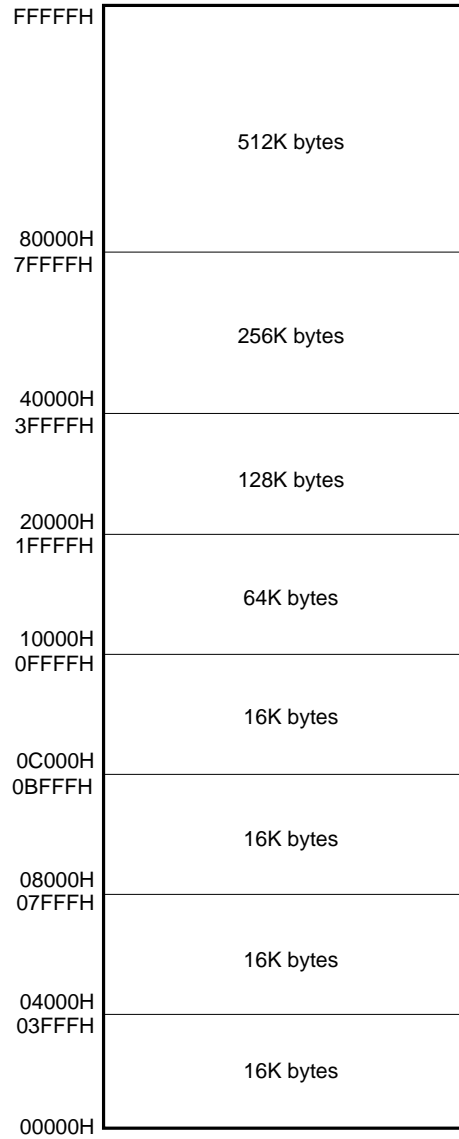 FFFFFH
512K bytes
80000H
7FFFFH
256K bytes
40000H
3FFFFH
128K bytes
20000H
1FFFFH
64K bytes
10000H
0FFFFH
16K bytes
0C000H
0BFFFH
16K bytes
08000H
07FFFH
16K bytes
04000H
03FFFH
16K bytes
00000H